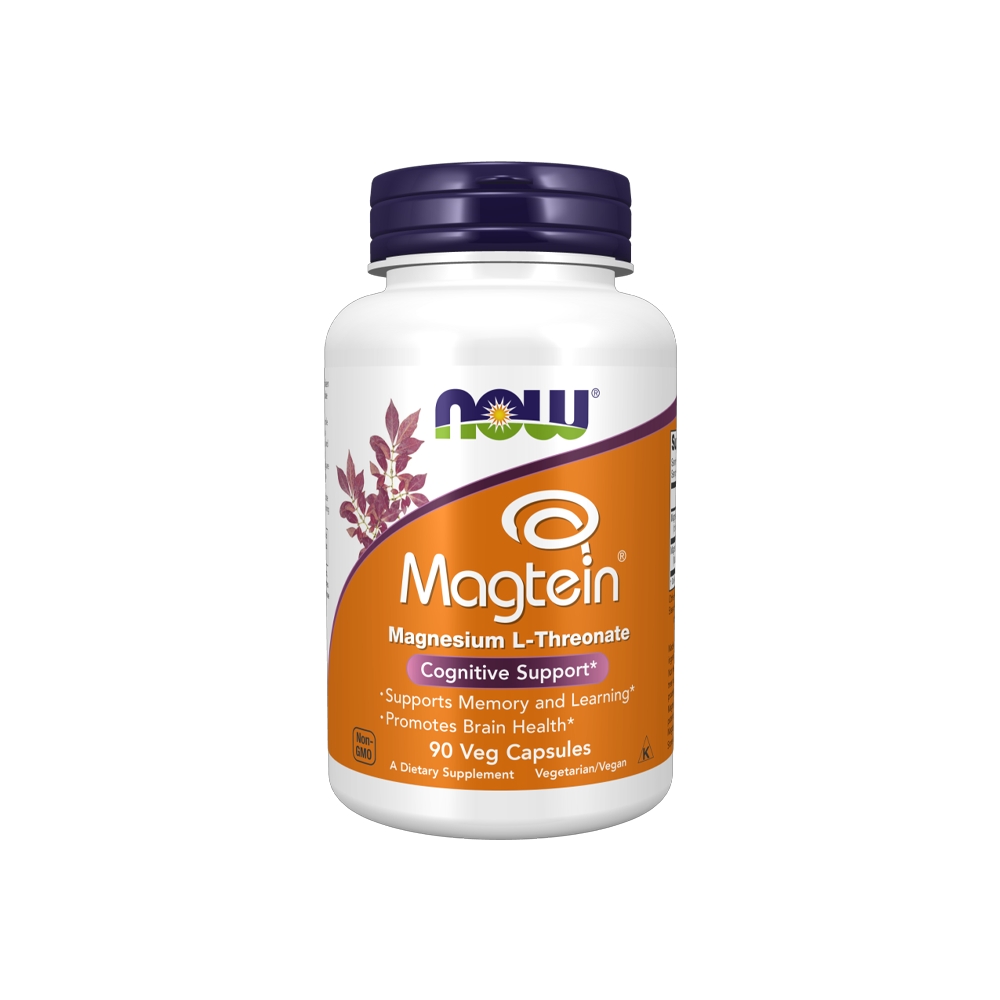 NOW®
Magtein®
Magnesium L-Threonate
Cognitive Support*
•Supports Memory and Learning*
•Promotes Brain Health*
90 Veg Capsules
Non-
GMO
A Dietary Supplement Vegetarian/Vegan
K